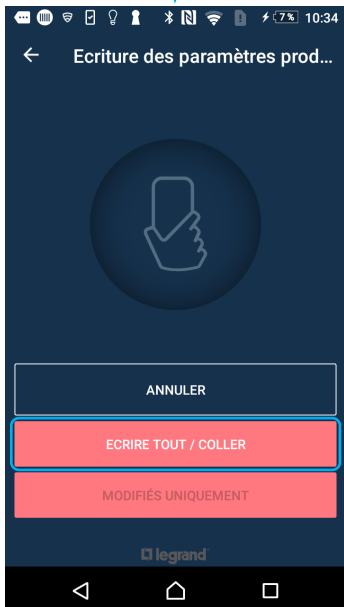 7% 10:34
Ecriture des paramètres prod...
ANNULER
ECRIRE TOUT / COLLER
MODIFIÉS UNIQUEMENT
legrand